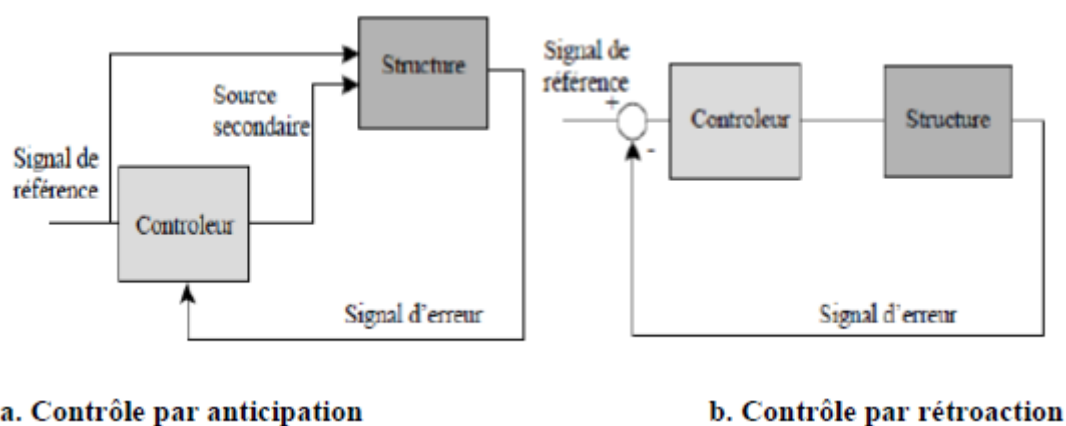 Structure
Source
secondaire
Signal de
référence
Controleur
Signal d'erreur
a. Contrôle par anticipation
Signal de
référence
+
-
Controleur
Structure
Signal d'erreur
b. Contrôle par rétroaction